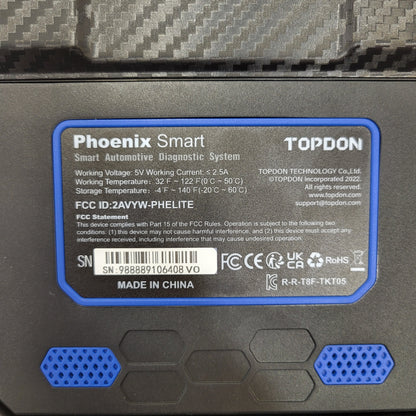 Phoenix Smart
Smart Automotive Diagnostic System
TOPDON
Working Voltage: 5V Working Current: ≤ 2.5A
Working Temperature: 32°F ~ 122°F(0°C ~ 50°C)
Storage Temperature: -4°F ~ 140°F(-20°C ~ 60°C)
TOPDON TECHNOLOGY Co.,Ltd.
©TOPDON Incorporated 2022.
All rights reserved.
www.topdon.com
support@topdon.com
FCC ID:2AVYW-PHELITE
FCC Statement
This device complies with Part 15 of the FCC Rules. Operation is subject to the following two
conditions: (1) this device may not cause harmful interference, and (2) this device must accept any
interference received, including interference that may cause undesired operation.
SN
SN :988889106408 VO
FCC CE UK CA RoHS
MADE IN CHINA
R-R-T8F-TKT05